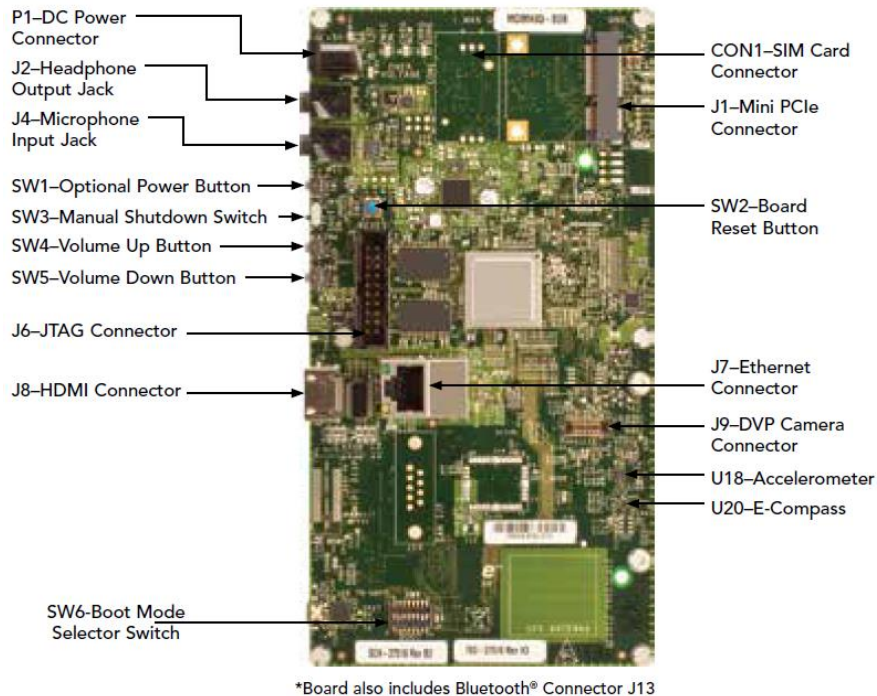 P1–DC Power
Connector
J2–Headphone
Output Jack
J4–Microphone
Input Jack
SW1–Optional Power Button
SW3–Manual Shutdown Switch
SW4–Volume Up Button
SW5–Volume Down Button
J6–JTAG Connector
J8–HDMI Connector
SW6-Boot Mode
Selector Switch
CON1–SIM Card
Connector
J1–Mini PCIe
Connector
SW2–Board
Reset Button
J7–Ethernet
Connector
J9–DVP Camera
Connector
U18–Accelerometer
U20–E-Compass
GPS ANTENNA
*Board also includes Bluetooth® Connector J13